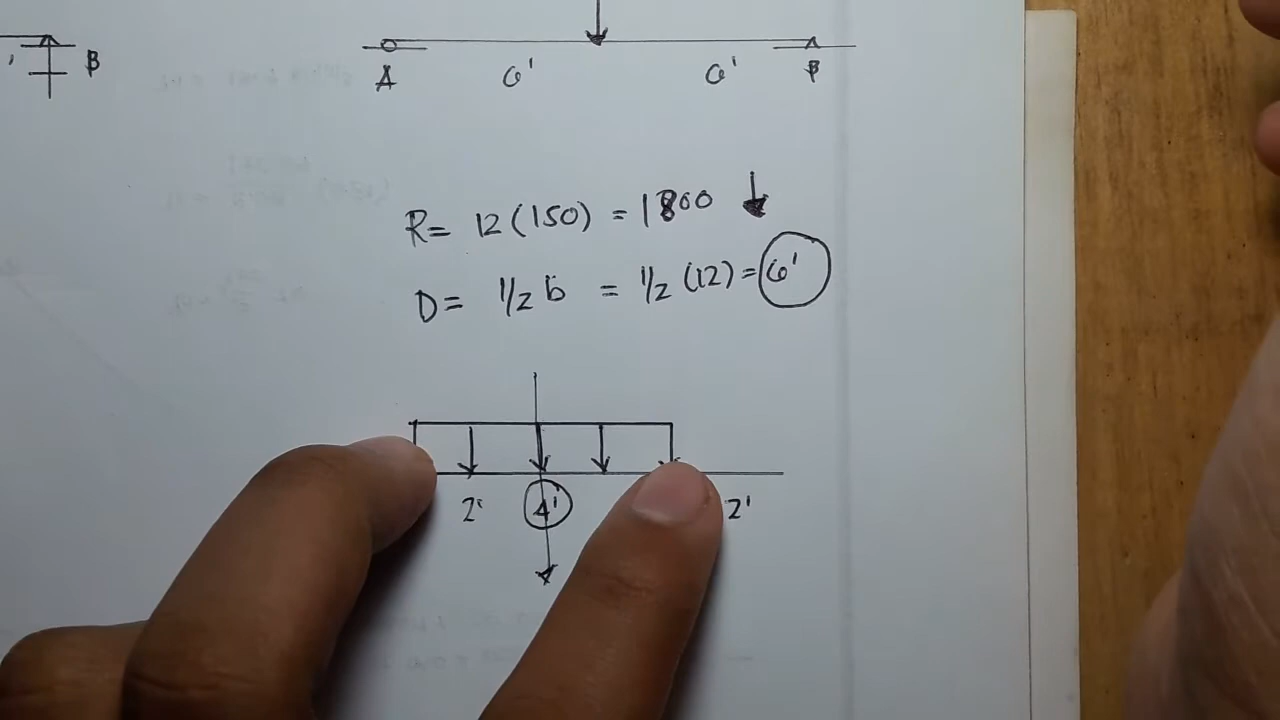 ' B
A 6' 6' B
R= 12(150) = 1800
D= 1/2 b = 1/2 (12) = 6'
2' 4' 2'